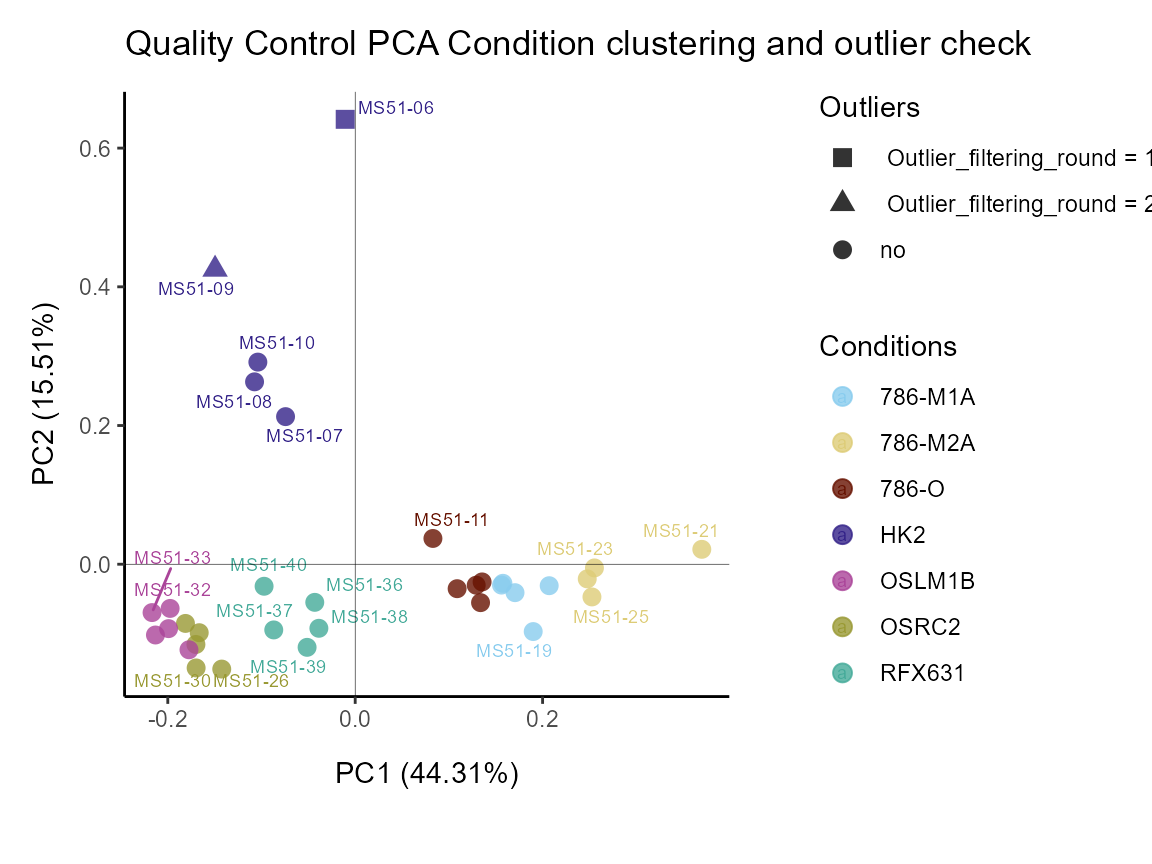 Quality Control PCA Condition clustering and outlier check
PC2 (15.51%)
0.6
0.4
0.2
0.0
-0.2
0.0
0.2
PC1 (44.31%)
MS51-06
MS51-09
MS51-10
MS51-08
MS51-07
MS51-11
MS51-21
MS51-23
MS51-33
MS51-40
MS51-32
MS51-36
MS51-37
MS51-38
MS51-25
MS51-19
MS51-39
MS51-30
MS51-26
Outliers
Outlier_filtering_round = 1
Outlier_filtering_round = 2
no
Conditions
a 786-M1A
a 786-M2A
a 786-O
a HK2
a OSLM1B
a OSRC2
a RFX631